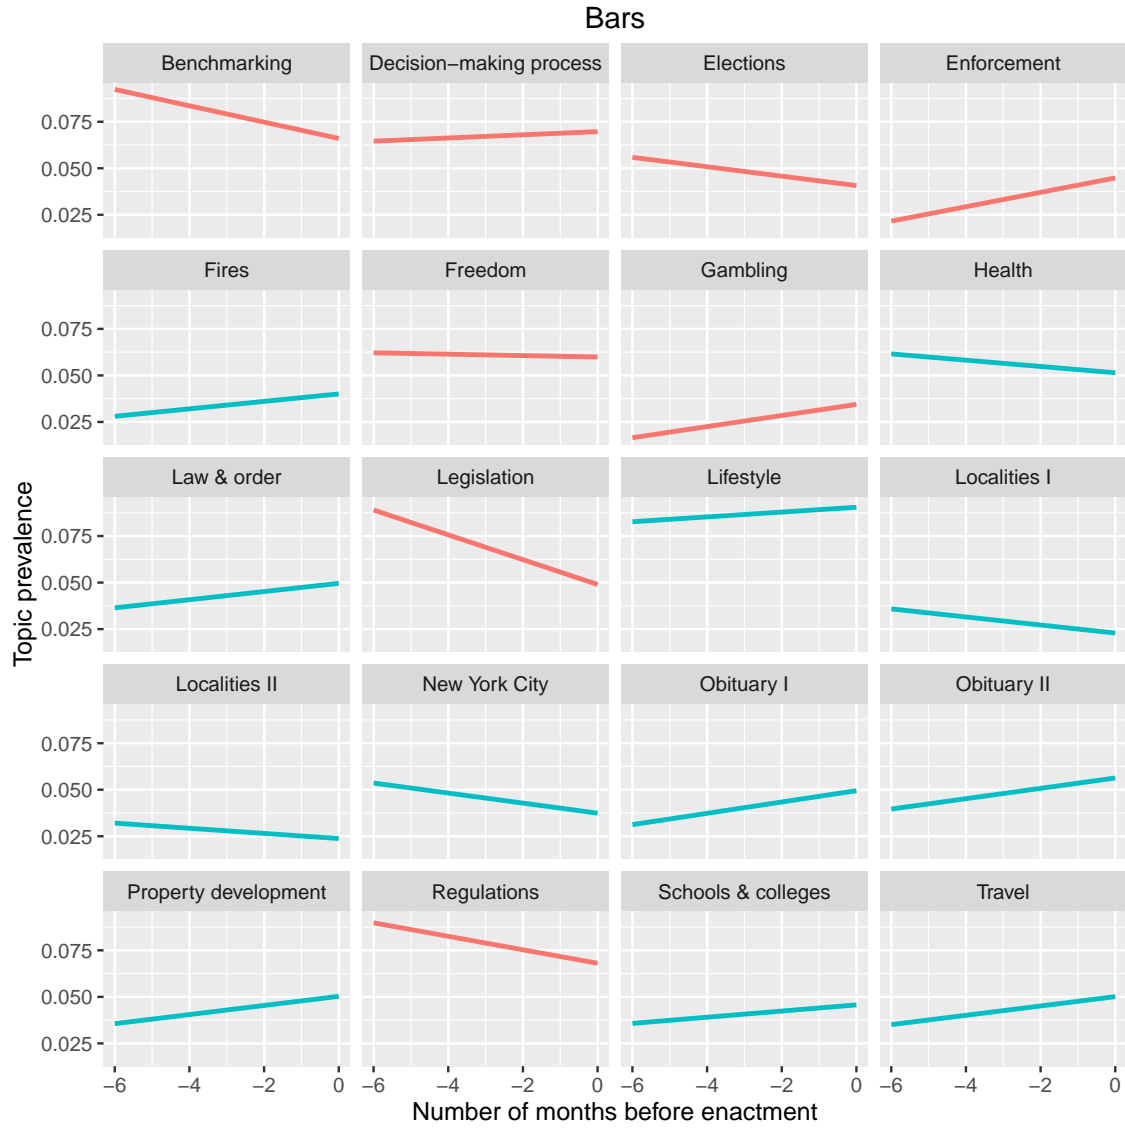 Bars
Benchmarking
Decision−making process
Elections
Enforcement
0.075
0.050
0.025
Fires
Freedom
Gambling
Health
0.075
0.050
0.025
Law & order
Legislation
Lifestyle
Localities I
0.075
0.050
0.025
Topic prevalence
Localities II
New York City
Obituary I
Obituary II
0.075
0.050
0.025
Property development
Regulations
Schools & colleges
Travel
0.075
0.050
0.025
−6 −4 −2 0 −6 −4 −2 0 −6 −4 −2 0 −6 −4 −2 0
Number of months before enactment